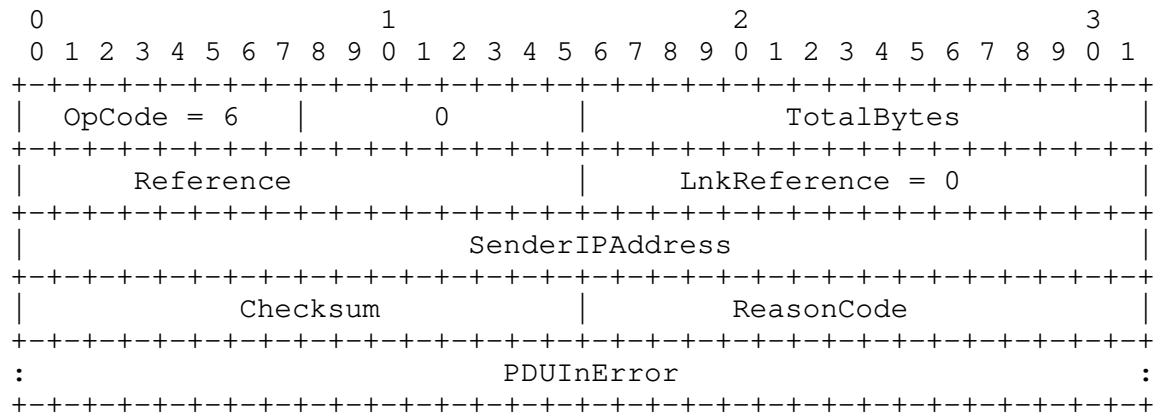 0                   1                   2                   3
 0 1 2 3 4 5 6 7 8 9 0 1 2 3 4 5 6 7 8 9 0 1 2 3 4 5 6 7 8 9 0 1
+-+-+-+-+-+-+-+-+-+-+-+-+-+-+-+-+-+-+-+-+-+-+-+-+-+-+-+-+-+-+-+-+
|  OpCode = 6   |       0       |           TotalBytes          |
+-+-+-+-+-+-+-+-+-+-+-+-+-+-+-+-+-+-+-+-+-+-+-+-+-+-+-+-+-+-+-+-+
|      Reference                |     LnkReference = 0          |
+-+-+-+-+-+-+-+-+-+-+-+-+-+-+-+-+-+-+-+-+-+-+-+-+-+-+-+-+-+-+-+-+
|                         SenderIPAddress                       |
+-+-+-+-+-+-+-+-+-+-+-+-+-+-+-+-+-+-+-+-+-+-+-+-+-+-+-+-+-+-+-+-+
|            Checksum           |        ReasonCode             |
+-+-+-+-+-+-+-+-+-+-+-+-+-+-+-+-+-+-+-+-+-+-+-+-+-+-+-+-+-+-+-+-+
:                           PDUInError                          :
+-+-+-+-+-+-+-+-+-+-+-+-+-+-+-+-+-+-+-+-+-+-+-+-+-+-+-+-+-+-+-+-+